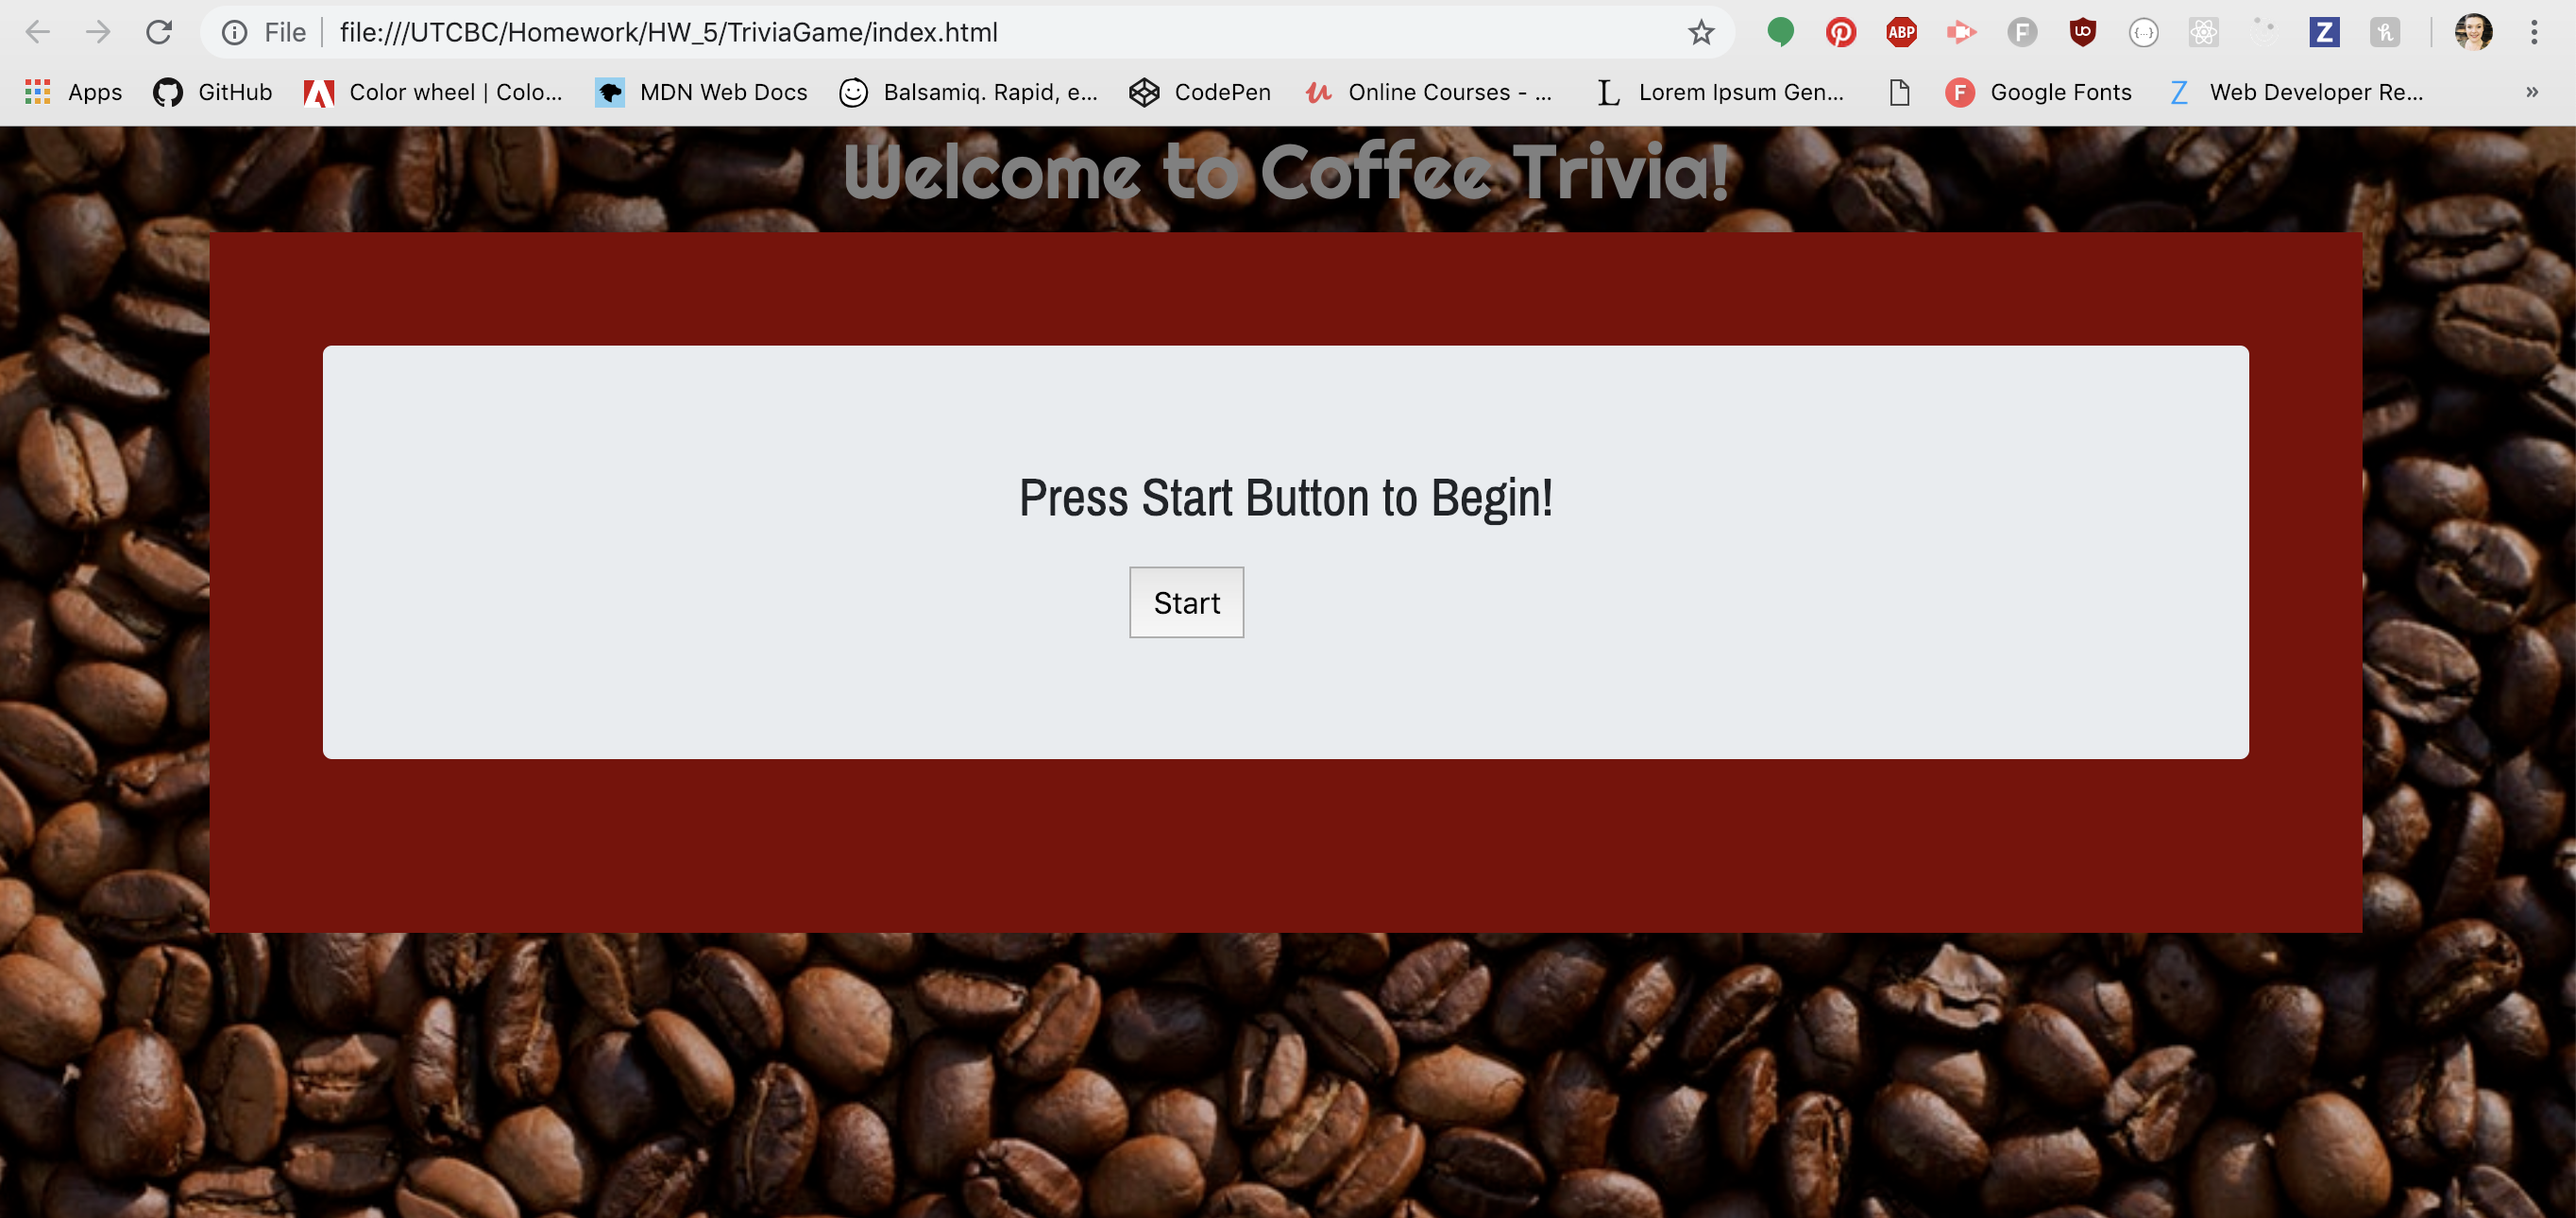 File file:///UTCBC/Homework/HW_5/TriviaGame/index.html ABP F UO {...} Z h
Apps GitHub Color wheel | Colo... MDN Web Docs Balsamiq. Rapid, e... CodePen Online Courses - ... L Lorem Ipsum Gen... F Google Fonts Z Web Developer Re... »
Welcome to Coffee Trivia!
Press Start Button to Begin!
Start